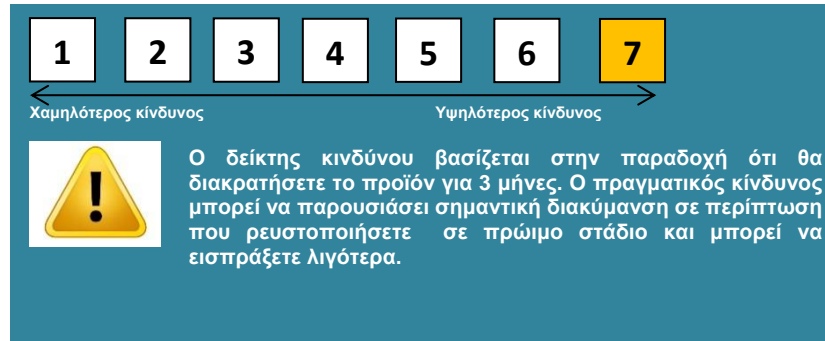 1 2 3 4 5 6 7
Χαμηλότερος κίνδυνος Υψηλότερος κίνδυνος
Ο δείκτης κινδύνου βασίζεται στην παραδοχή ότι θα
διακρατήσετε το προϊόν για 3 μήνες. Ο πραγματικός κίνδυνος
μπορεί να παρουσιάσει σημαντική διακύμανση σε περίπτωση
που ρευστοποιήσετε σε πρώιμο στάδιο και μπορεί να
εισπράξετε λιγότερα.